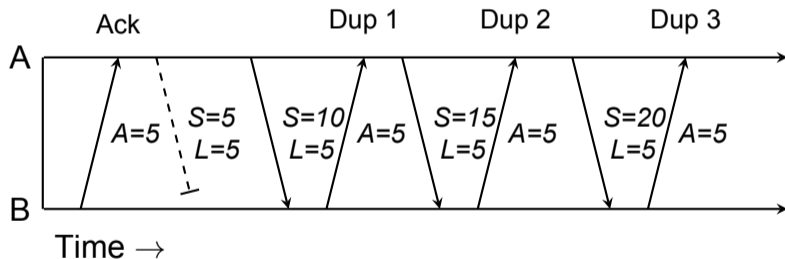 Ack Dup 1 Dup 2 Dup 3
A
S=5 S=10 S=15 S=20
A=5 L=5 L=5 A=5 L=5 A=5 L=5 A=5
B
Time →